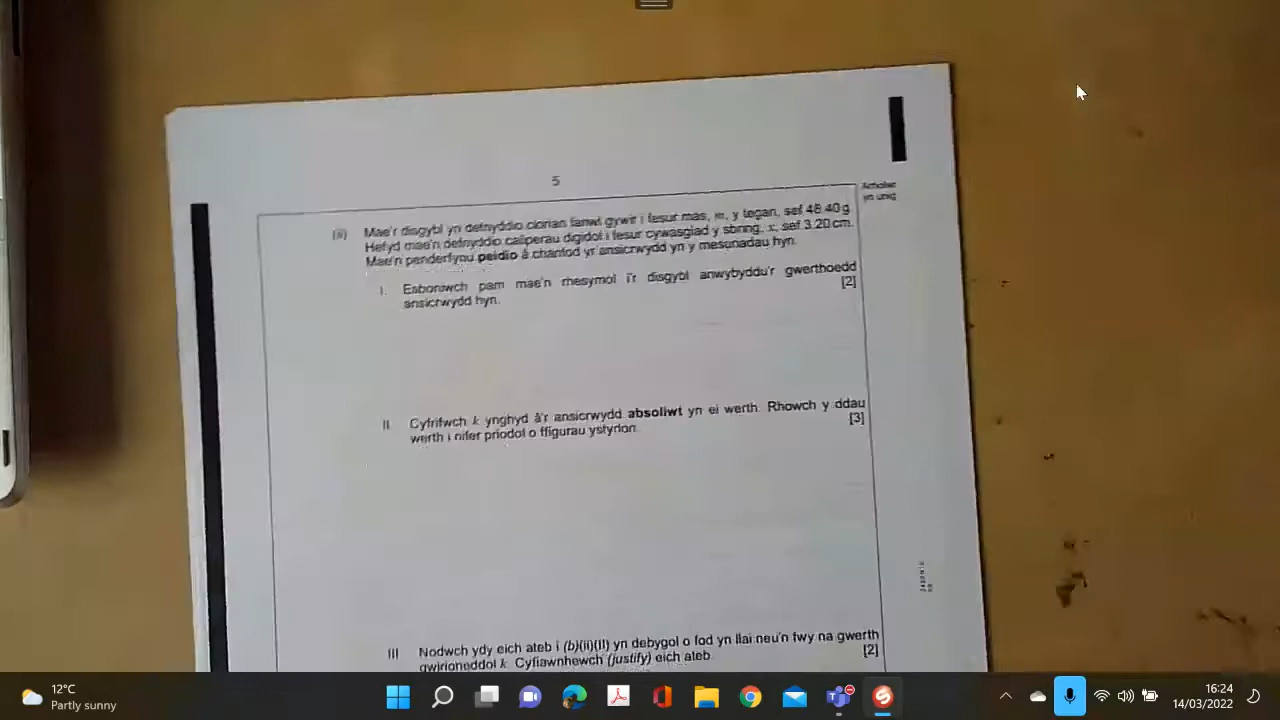 5
Arholwr
yn unig
(ii) Mae'r disgybl yn defnyddio clorian fanwl gywir i fesur mas, m, y tegan, sef 48.40 g.
Hefyd mae'n defnyddio caliperau digidol i fesur cywasgiad y sbring, x, sef 3.20 cm.
Mae'n penderfynu peidio â chanfod yr ansicrwydd yn y mesuriadau hyn.
I. Esboniwch pam mae'n rhesymol i'r disgybl anwybyddu'r gwerthoedd
ansicrwydd hyn. [2]
II. Cyfrifwch k ynghyd â'r ansicrwydd absoliwt yn ei werth. Rhowch y ddau
werth i nifer priodol o ffigurau ystyrlon. [3]
III Nodwch ydy eich ateb i (b)(ii)(II) yn debygol o fod yn llai neu'n fwy na gwerth
gwirioneddol k. Cyfiawnhewch (justify) eich ateb. [2]
12°C
Partly sunny
16:24
14/03/2022